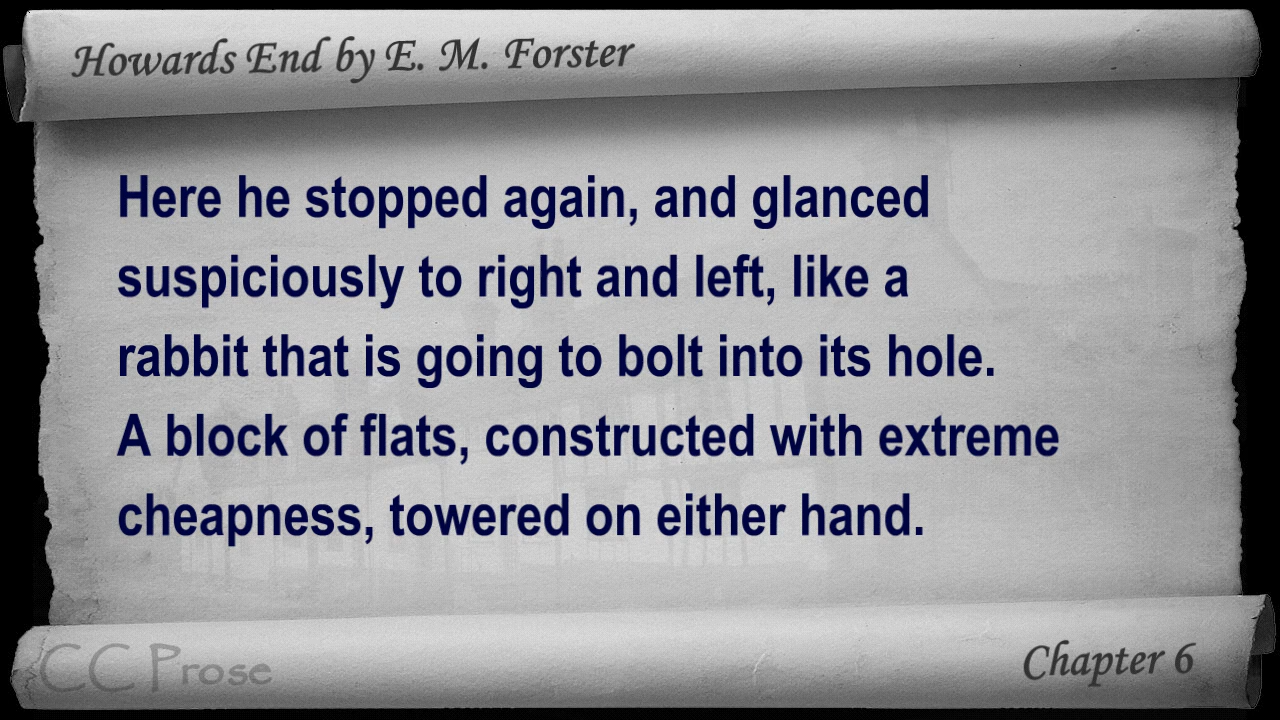 Howards End by E. M. Forster
Here he stopped again, and glanced
suspiciously to right and left, like a
rabbit that is going to bolt into its hole.
A block of flats, constructed with extreme
cheapness, towered on either hand.
CC Prose
Chapter 6